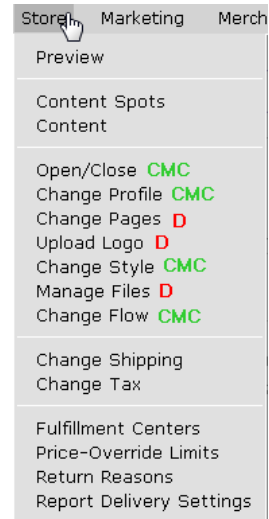 Store Marketing Merch
Preview
Content Spots
Content
Open/Close CMC
Change Profile CMC
Change Pages D
Upload Logo D
Change Style CMC
Manage Files D
Change Flow CMC
Change Shipping
Change Tax
Fulfillment Centers
Price-Override Limits
Return Reasons
Report Delivery Settings